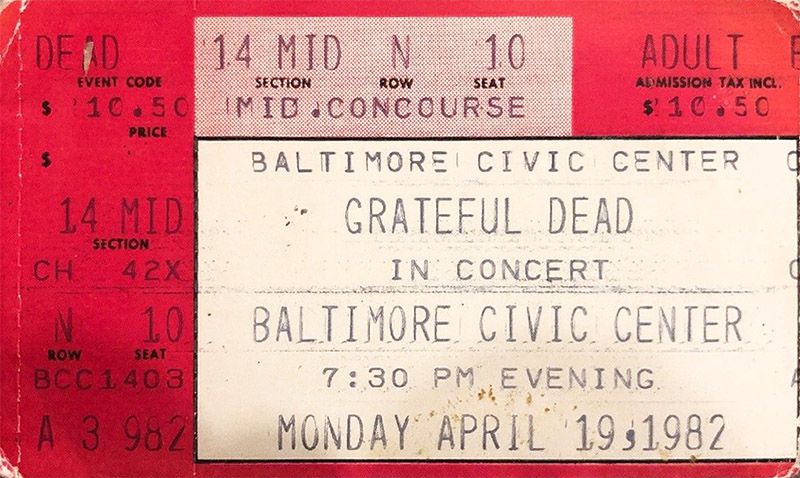 DEAD
EVENT CODE
$ 10.50
PRICE
$
14 MID
SECTION
CH 42X
N 10
ROW SEAT
BCC1403
A 3 982
14 MID N 10
SECTION ROW SEAT
MID.CONCOURSE
ADULT
ADMISSION TAX INCL.
$ 10.50
BALTIMORE CIVIC CENTER
GRATEFUL DEAD
IN CONCERT
BALTIMORE CIVIC CENTER
7:30 PM EVENING
MONDAY APRIL 19,1982